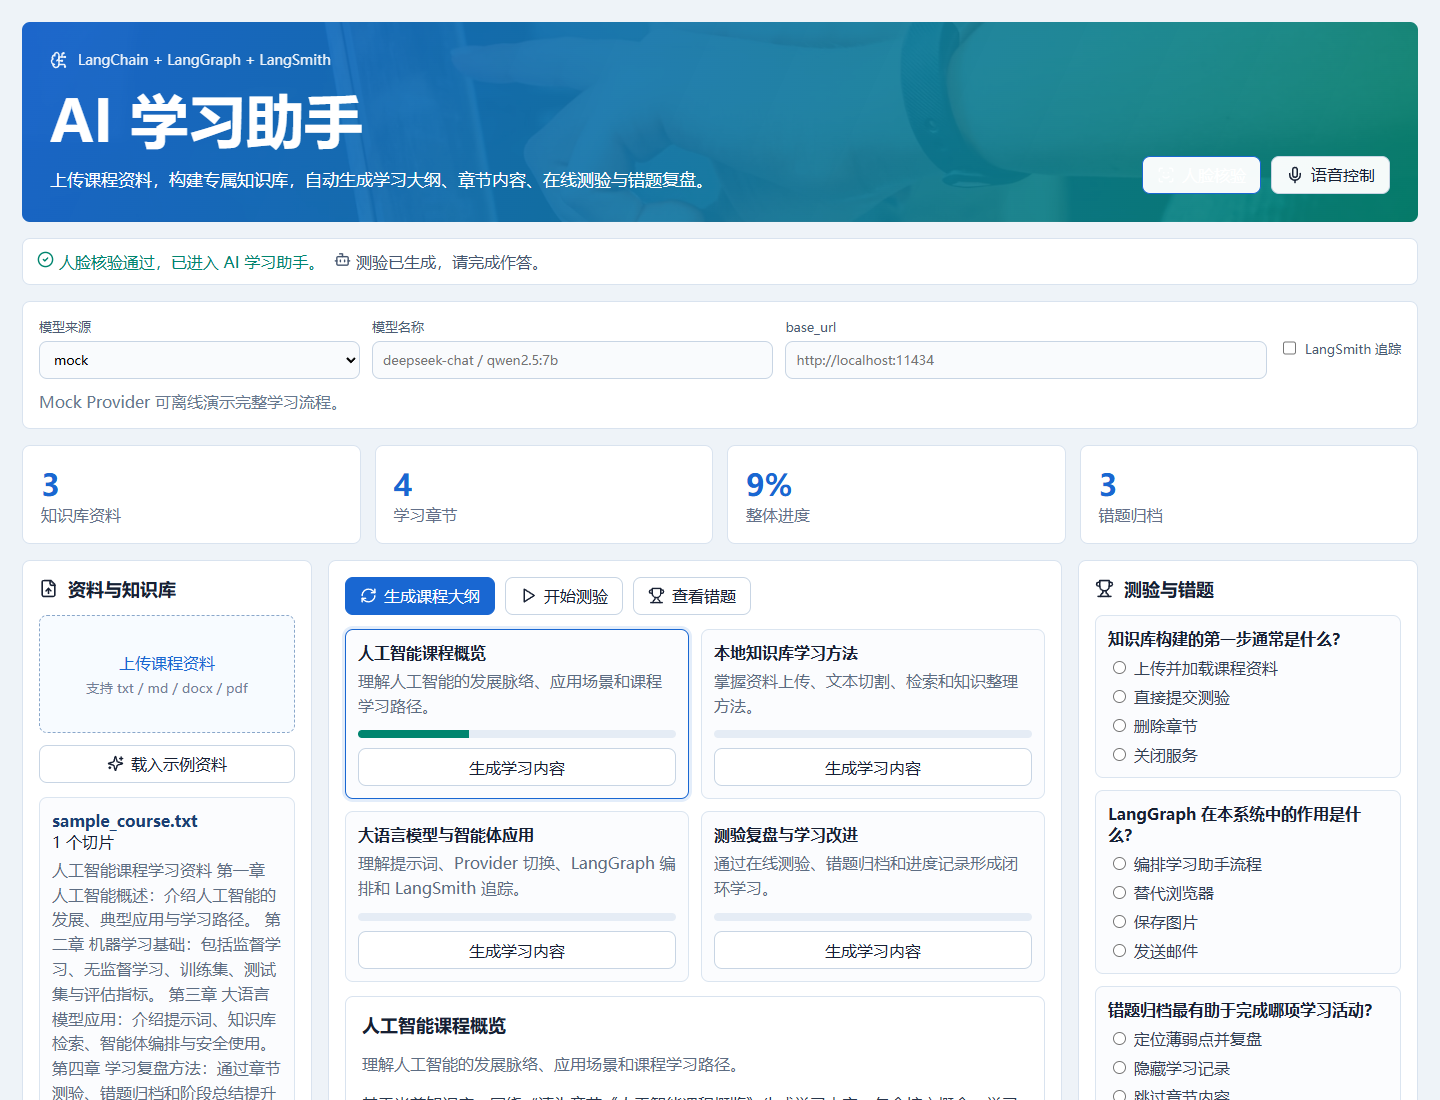 LangChain + LangGraph + LangSmith
AI 学习助手
上传课程资料，构建专属知识库，自动生成学习大纲、章节内容、在线测验与错题复盘。
语音控制
人脸核验通过，已进入 AI 学习助手。 测验已生成，请完成作答。
模型来源
mock
模型名称
deepseek-chat / qwen2.5:7b
base_url
http://localhost:11434
LangSmith 追踪
Mock Provider 可离线演示完整学习流程。
3
知识库资料
4
学习章节
9%
整体进度
3
错题归档
资料与知识库
上传课程资料
支持 txt / md / docx / pdf
载入示例资料
sample_course.txt
1 个切片
人工智能课程学习资料 第一章
人工智能概述：介绍人工智能的
发展、典型应用与学习路径。 第
二章 机器学习基础：包括监督学
习、无监督学习、训练集、测试
集与评估指标。 第三章 大语言
模型应用：介绍提示词、知识库
检索、智能体编排与安全使用。
第四章 学习复盘方法：通过章节
测验、错题归档和阶段总结提升
生成课程大纲
开始测验
查看错题
人工智能课程概览
理解人工智能的发展脉络、应用场景和课程
学习路径。
生成学习内容
本地知识库学习方法
掌握资料上传、文本切割、检索和知识整理
方法。
生成学习内容
大语言模型与智能体应用
理解提示词、Provider 切换、LangGraph 编
排和 LangSmith 追踪。
生成学习内容
测验复盘与学习改进
通过在线测验、错题归档和进度记录形成闭
环学习。
生成学习内容
人工智能课程概览
理解人工智能的发展脉络、应用场景和课程学习路径。
测验与错题
知识库构建的第一步通常是什么？
上传并加载课程资料
直接提交测验
删除章节
关闭服务
LangGraph 在本系统中的作用是什
么？
编排学习助手流程
替代浏览器
保存图片
发送邮件
错题归档最有助于完成哪项学习活动？
定位薄弱点并复盘
隐藏学习记录
跳过章节内容